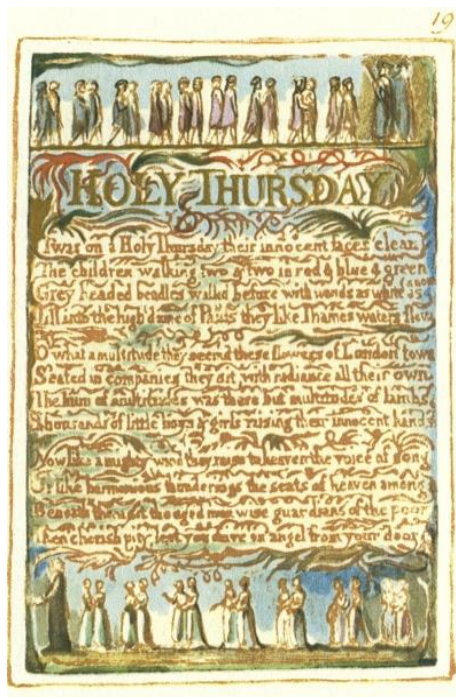 19
HOLY THURSDAY
Twas on a Holy Thursday their innocent faces clean
The children walking two & two in red & blue & green
Grey headed beadles walkd before with wands as white as snow
Till into the high dome of Pauls they like Thames waters flow
O what a multitude they seemd these flowers of London town
Seated in companies they sit with radiance all their own
The hum of multitudes was there but multitudes of lambs
Thousands of little boys & girls raising their innocent hands
Now like a mighty wind they raise to heaven the voice of song
Or like harmonious thunderings the seats of heaven among
Beneath them sit the aged men wise guardians of the poor
Then cherish pity, lest you drive an angel from your door